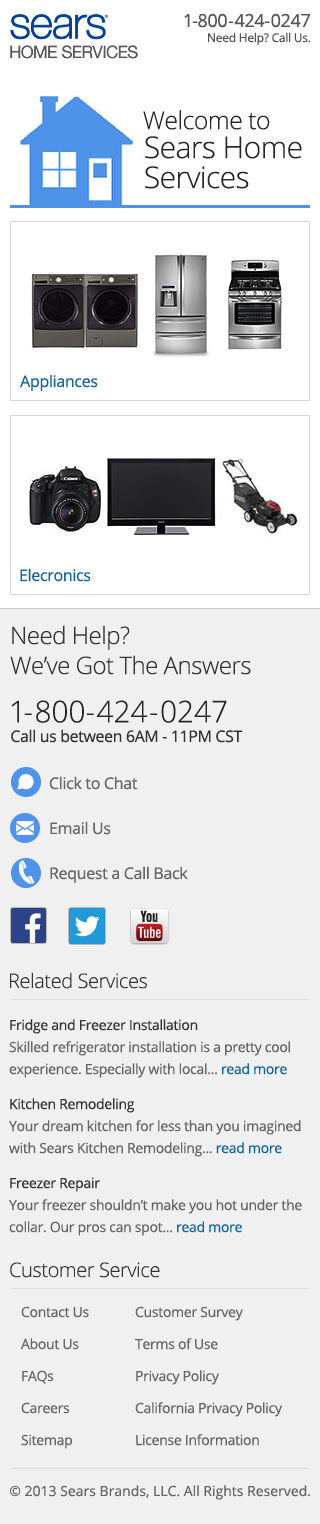 sears
HOME SERVICES
1-800-424-0247
Need Help? Call Us.
Welcome to
Sears Home
Services
Appliances
Canon
Elecronics
Need Help?
We've Got The Answers
1-800-424-0247
Call us between 6AM - 11PM CST
Click to Chat
Email Us
Request a Call Back
f
You
Tube
Related Services
Fridge and Freezer Installation
Skilled refrigerator installation is a pretty cool
experience. Especially with local... read more
Kitchen Remodeling
Your dream kitchen for less than you imagined
with Sears Kitchen Remodeling... read more
Freezer Repair
Your freezer shouldn't make you hot under the
collar. Our pros can spot... read more
Customer Service
Contact Us
Customer Survey
About Us
Terms of Use
FAQs
Privacy Policy
Careers
California Privacy Policy
Sitemap
License Information
© 2013 Sears Brands, LLC. All Rights Reserved.